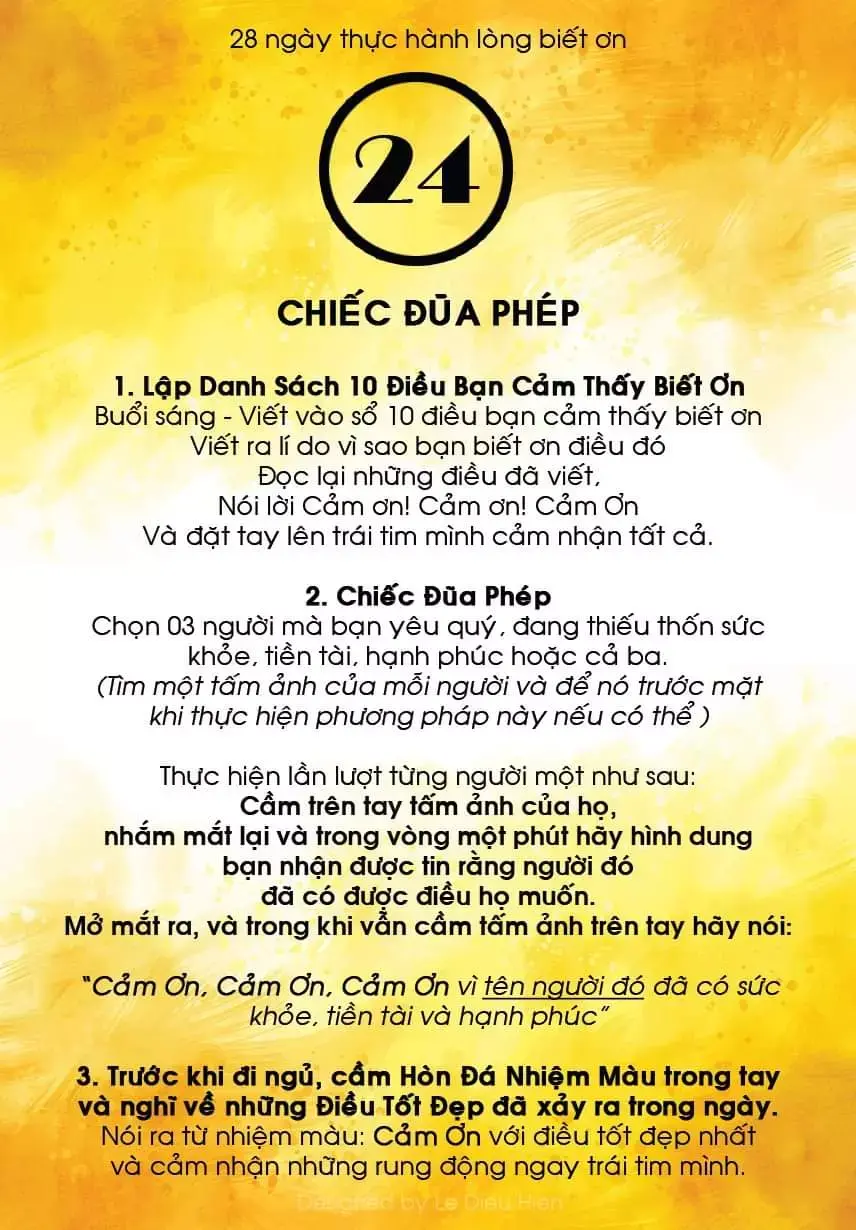 28 ngày thực hành lòng biết ơn
24
CHIẾC ĐŨA PHÉP
1. Lập Danh Sách 10 Điều Bạn Cảm Thấy Biết Ơn
Buổi sáng - Viết vào sổ 10 điều bạn cảm thấy biết ơn
Viết ra lí do vì sao bạn biết ơn điều đó
Đọc lại những điều đã viết,
Nói lời Cảm ơn! Cảm ơn! Cảm Ơn
Và đặt tay lên trái tim mình cảm nhận tất cả.
2. Chiếc Đũa Phép
Chọn 03 người mà bạn yêu quý, đang thiếu thốn sức
khỏe, tiền tài, hạnh phúc hoặc cả ba.
(Tìm một tấm ảnh của mỗi người và để nó trước mặt
khi thực hiện phương pháp này nếu có thể )
Thực hiện lần lượt từng người một như sau:
Cầm trên tay tấm ảnh của họ,
nhắm mắt lại và trong vòng một phút hãy hình dung
bạn nhận được tin rằng người đó
đã có được điều họ muốn.
Mở mắt ra, và trong khi vẫn cầm tấm ảnh trên tay hãy nói:
"Cảm Ơn, Cảm Ơn, Cảm Ơn vì tên người đó đã có sức
khỏe, tiền tài và hạnh phúc"
3. Trước khi đi ngủ, cầm Hòn Đá Nhiệm Màu trong tay
và nghĩ về những Điều Tốt Đẹp đã xảy ra trong ngày.
Nói ra từ nhiệm màu: Cảm Ơn với điều tốt đẹp nhất
và cảm nhận những rung động ngay trái tim mình.
Designed by Le Dieu Hien